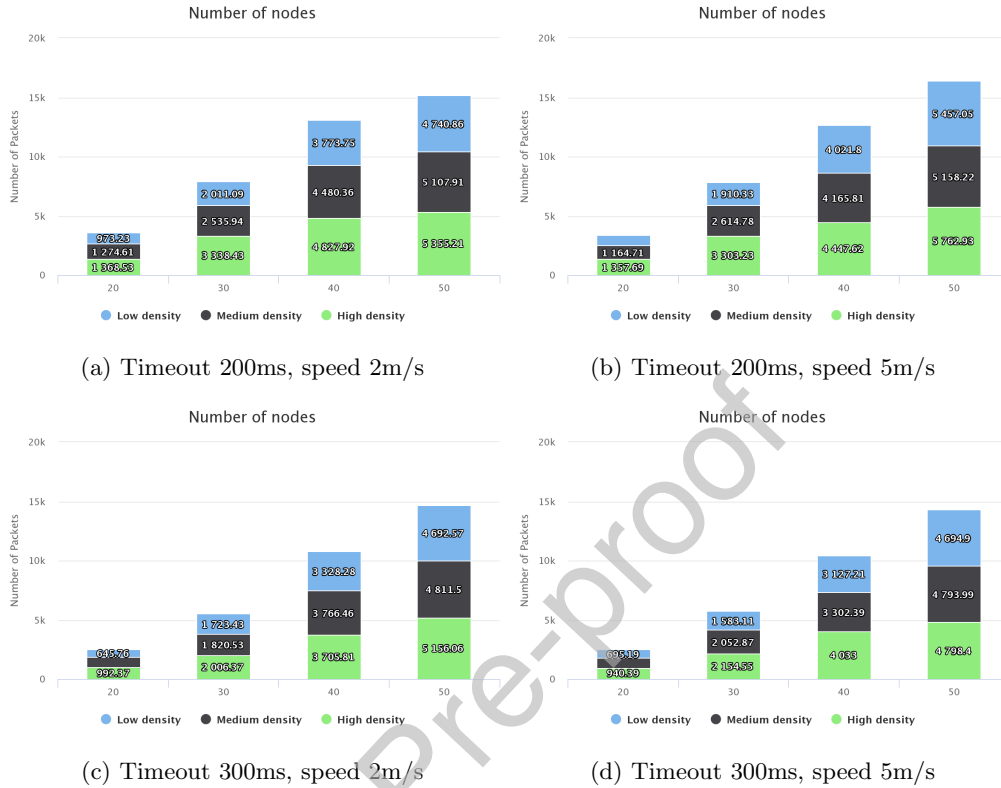 Number of nodes
Number of Packets
20k
15k
10k
5k
0
973.23
1 274.61
1 368.53
2 011.09
2 535.94
3 338.43
3 773.75
4 480.36
4 827.92
4 740.86
5 107.91
5 355.21
20 30 40 50
Low density Medium density High density
(a) Timeout 200ms, speed 2m/s
Number of nodes
Number of Packets
20k
15k
10k
5k
0
1 164.71
1 357.69
1 910.33
2 614.78
3 303.23
4 021.8
4 165.81
4 447.62
5 457.05
5 158.22
5 762.93
20 30 40 50
Low density Medium density High density
(b) Timeout 200ms, speed 5m/s
Number of nodes
Number of Packets
20k
15k
10k
5k
0
645.76
992.37
1 723.43
1 820.53
2 006.37
3 328.28
3 766.46
3 705.81
4 692.57
4 811.5
5 156.06
20 30 40 50
Low density Medium density High density
(c) Timeout 300ms, speed 2m/s
Number of nodes
Number of Packets
20k
15k
10k
5k
0
695.19
940.39
1 583.11
2 052.87
2 154.55
3 127.21
3 302.39
4 033
4 694.9
4 793.99
4 798.4
20 30 40 50
Low density Medium density High density
(d) Timeout 300ms, speed 5m/s
Pre-proof